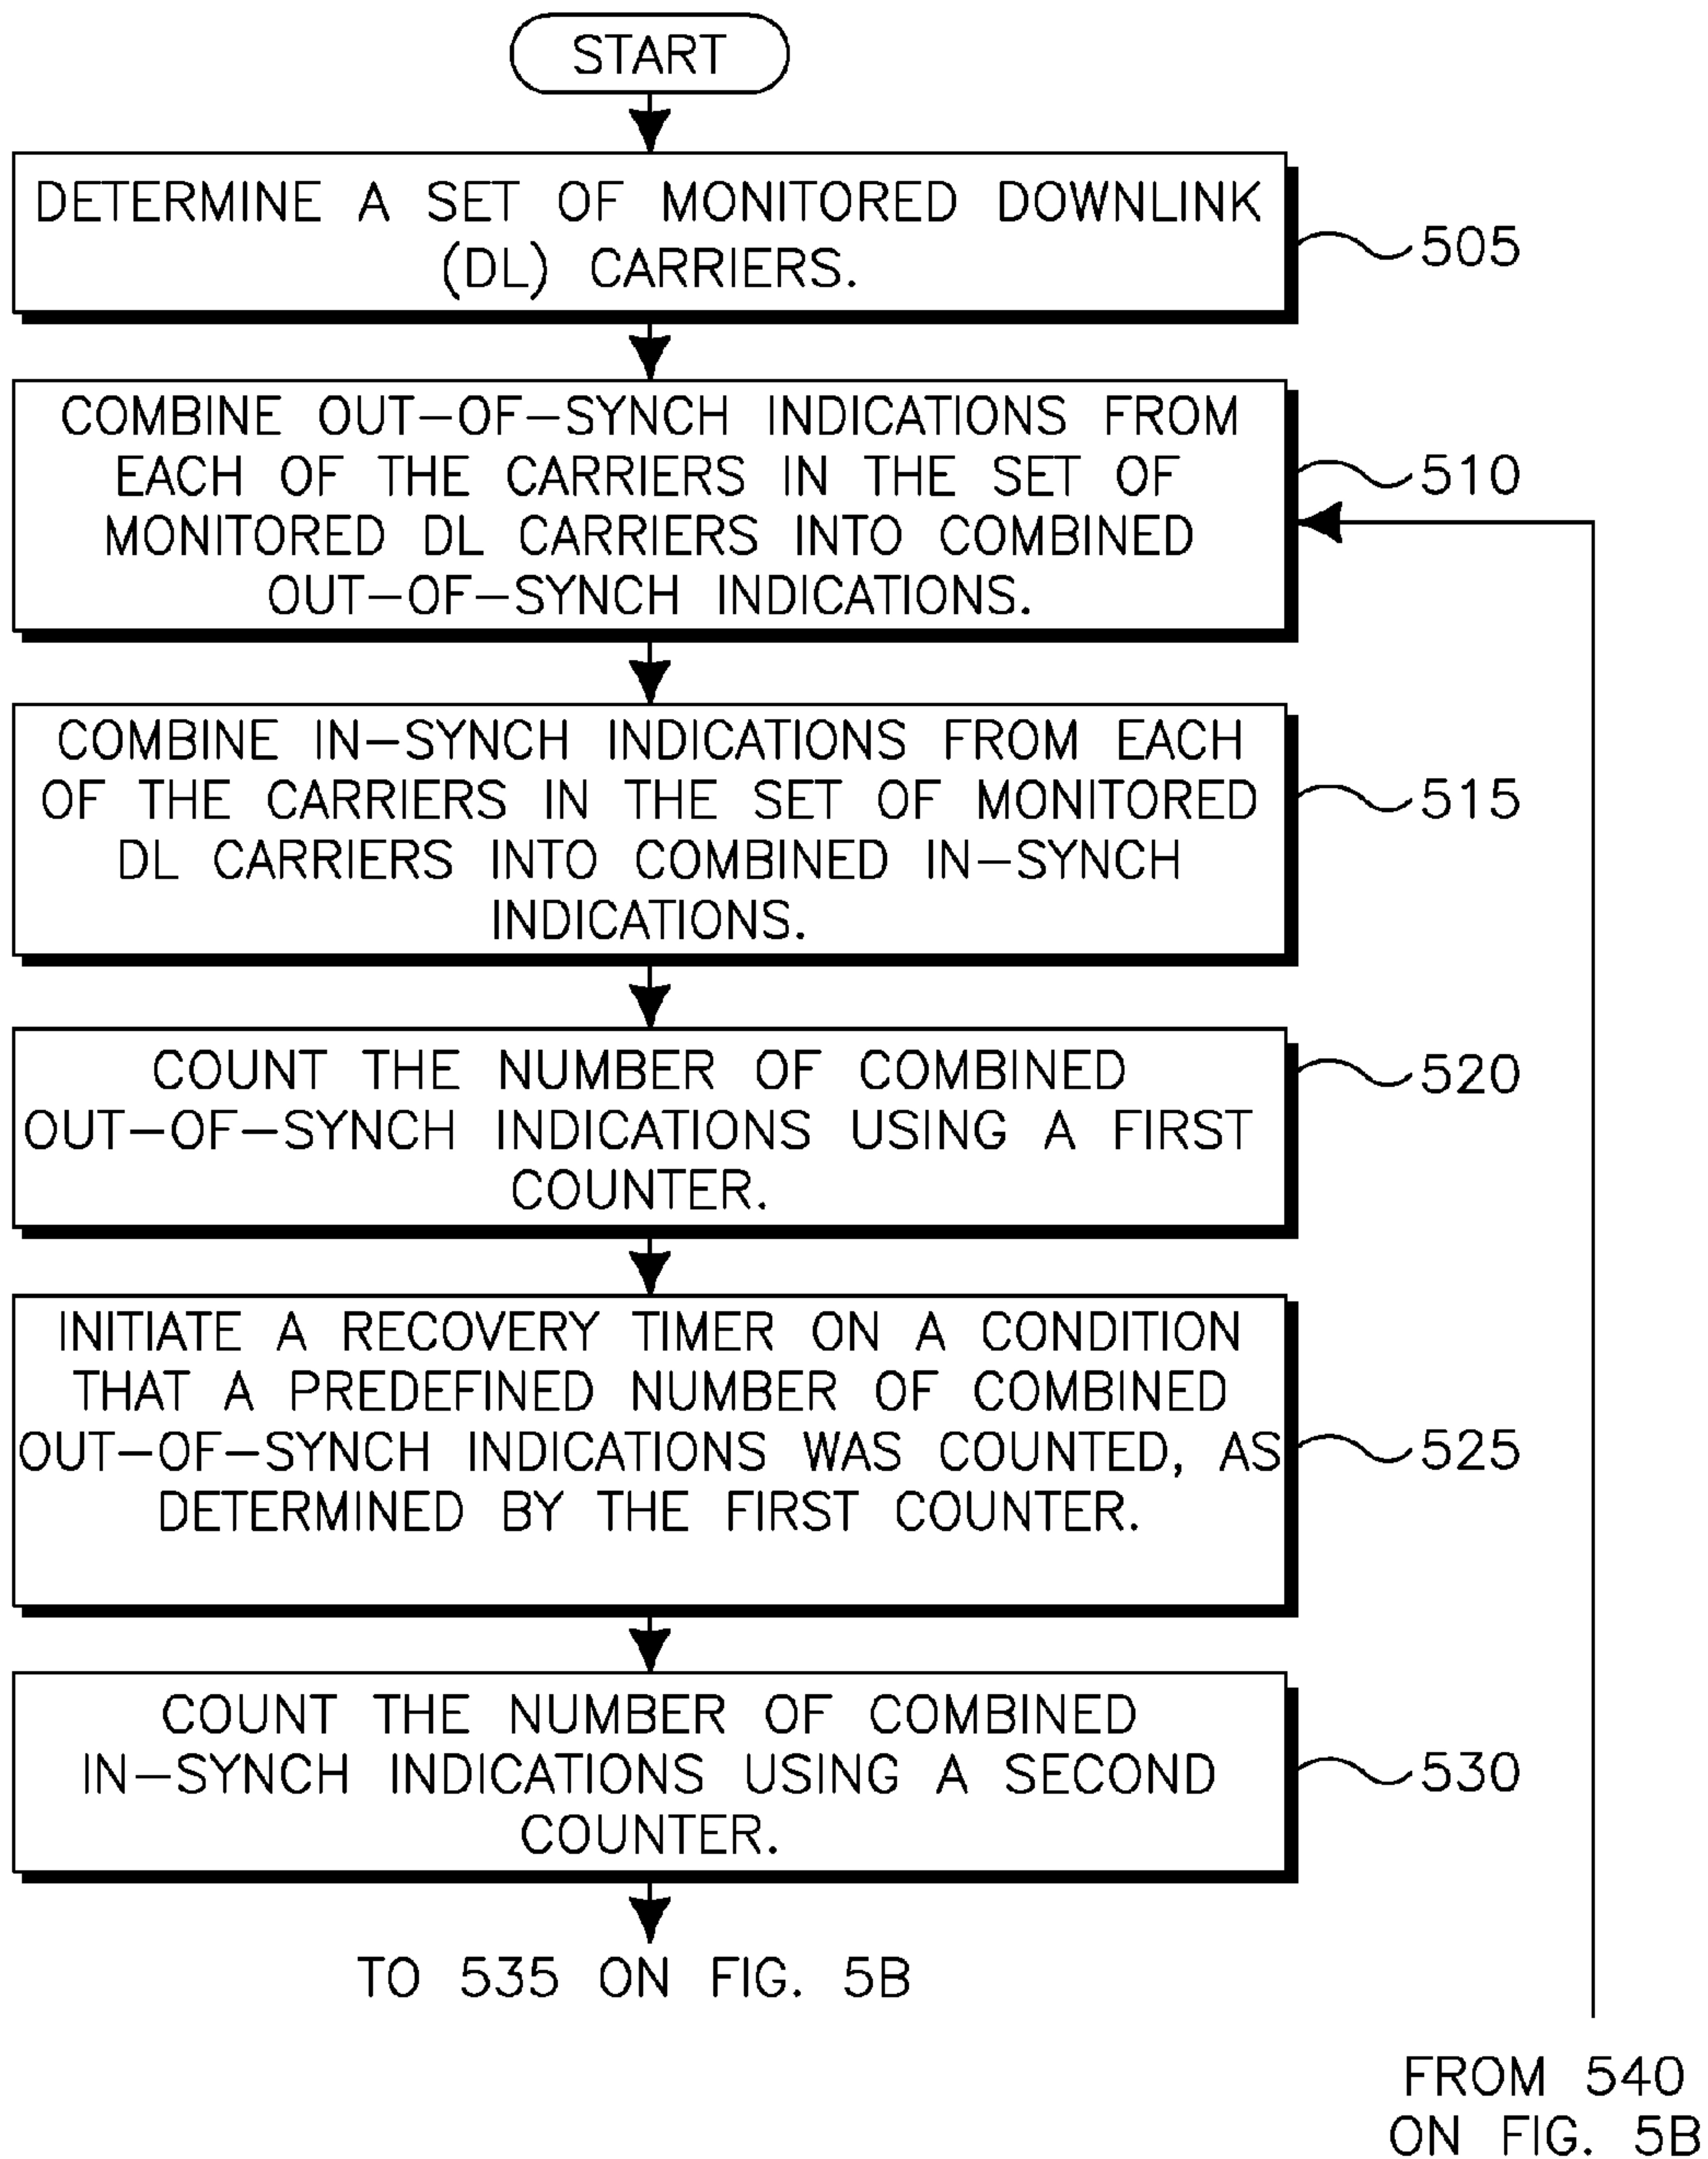 START
DETERMINE A SET OF MONITORED DOWNLINK
(DL) CARRIERS.
505
COMBINE OUT-OF-SYNCH INDICATIONS FROM
EACH OF THE CARRIERS IN THE SET OF
MONITORED DL CARRIERS INTO COMBINED
OUT-OF-SYNCH INDICATIONS.
510
COMBINE IN-SYNCH INDICATIONS FROM EACH
OF THE CARRIERS IN THE SET OF MONITORED
DL CARRIERS INTO COMBINED IN-SYNCH
INDICATIONS.
515
COUNT THE NUMBER OF COMBINED
OUT-OF-SYNCH INDICATIONS USING A FIRST
COUNTER.
520
INITIATE A RECOVERY TIMER ON A CONDITION
THAT A PREDEFINED NUMBER OF COMBINED
OUT-OF-SYNCH INDICATIONS WAS COUNTED, AS
DETERMINED BY THE FIRST COUNTER.
525
COUNT THE NUMBER OF COMBINED
IN-SYNCH INDICATIONS USING A SECOND
COUNTER.
530
TO 535 ON FIG. 5B
FROM 540
ON FIG. 5B